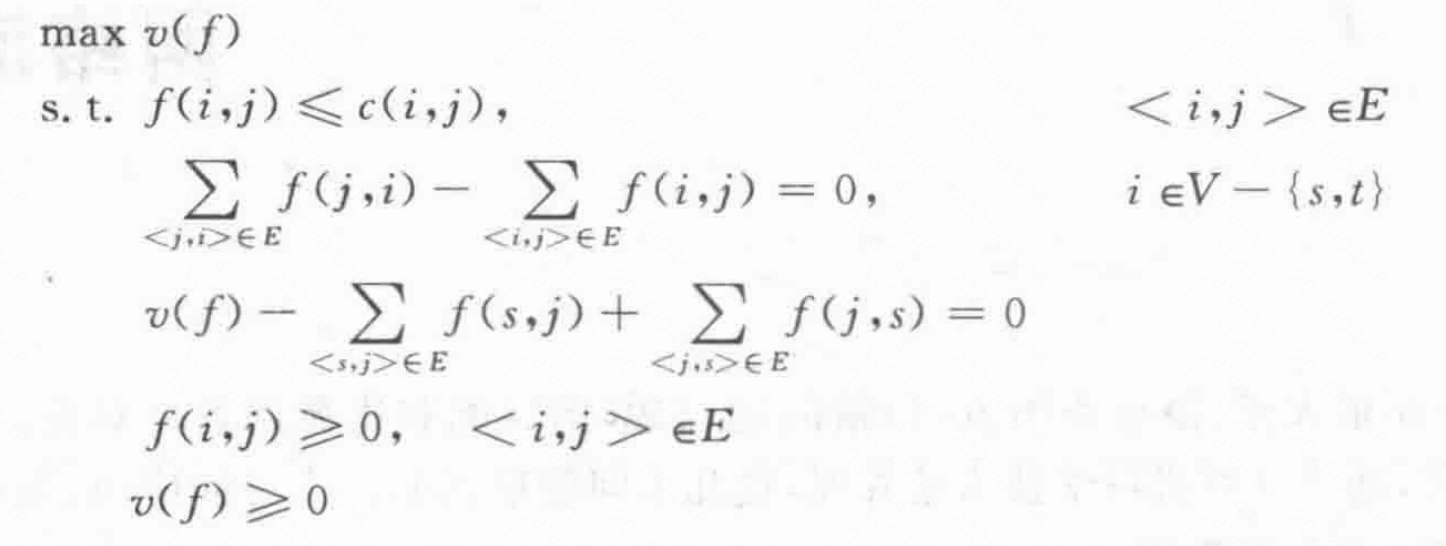 max v(f)
s. t. f(i,j) ⩽ c(i,j), <i,j> ∈E
∑_{<j,i>∈E} f(j,i) − ∑_{<i,j>∈E} f(i,j) = 0, i ∈V − {s,t}
v(f) − ∑_{<s,j>∈E} f(s,j) + ∑_{<j,s>∈E} f(j,s) = 0
f(i,j) ⩾ 0, <i,j> ∈E
v(f) ⩾ 0